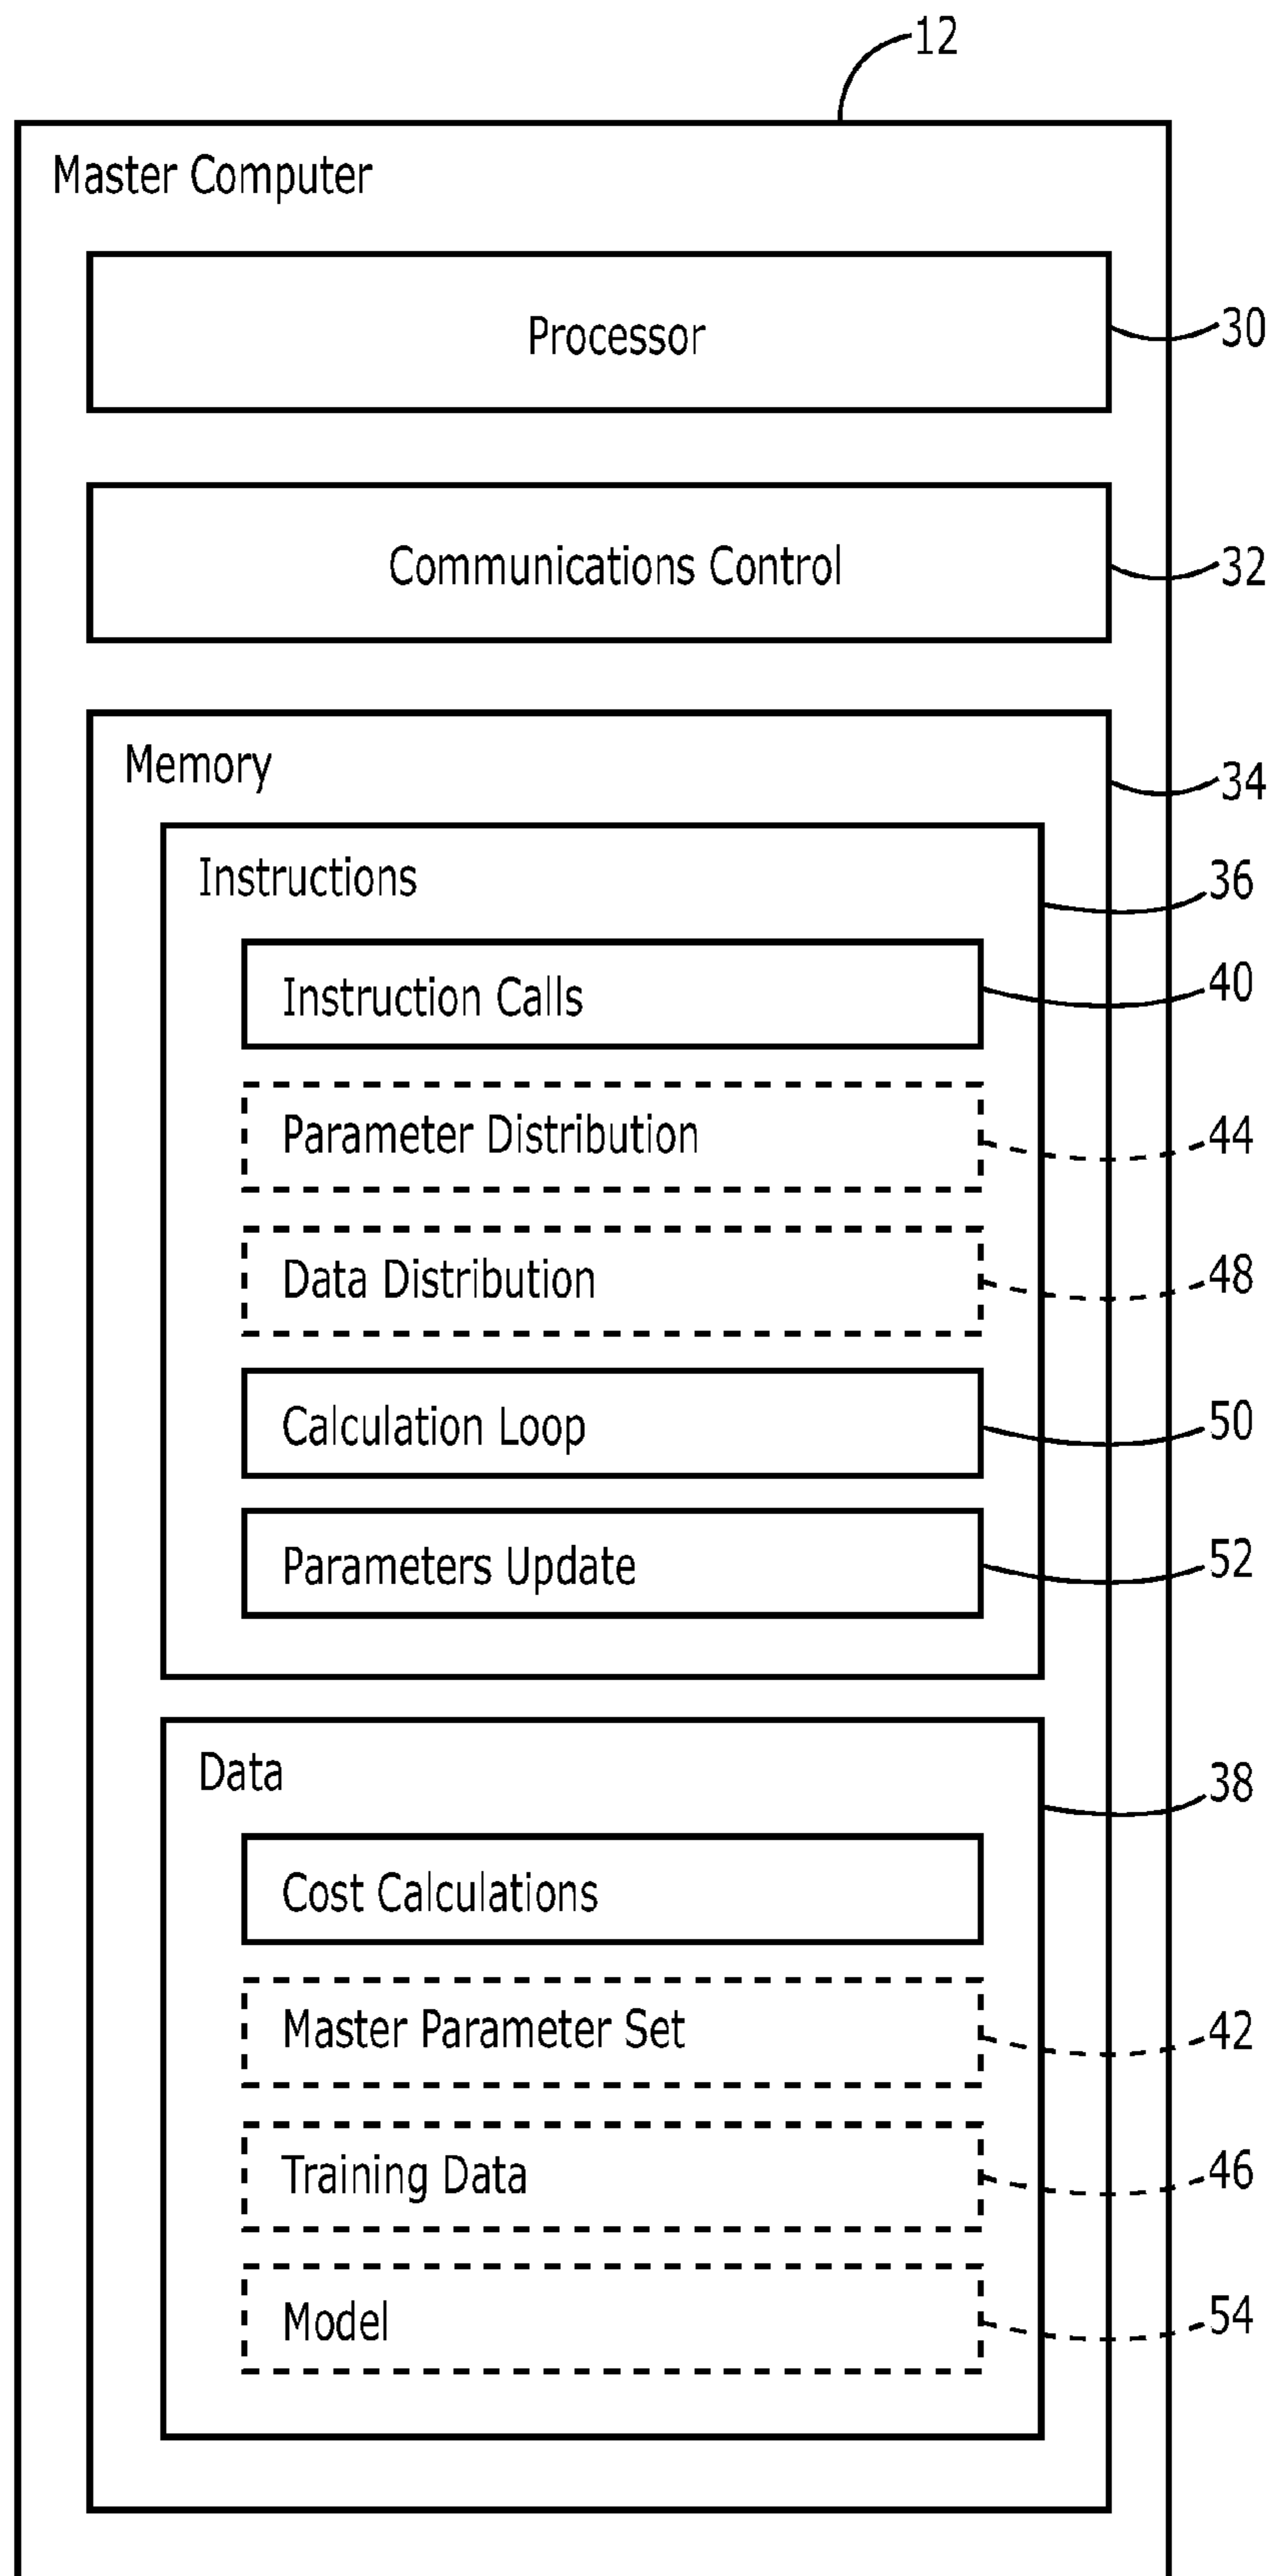 12
Master Computer
Processor
30
Communications Control
32
Memory
34
Instructions
36
Instruction Calls
40
Parameter Distribution
44
Data Distribution
48
Calculation Loop
50
Parameters Update
52
Data
38
Cost Calculations
Master Parameter Set
42
Training Data
46
Model
54